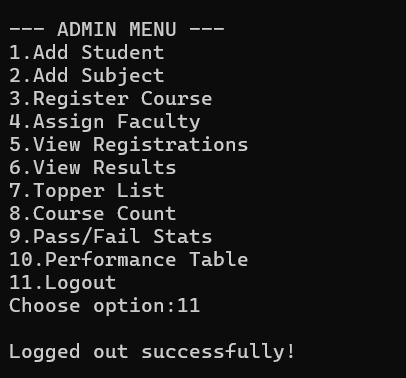 --- ADMIN MENU ---
1.Add Student
2.Add Subject
3.Register Course
4.Assign Faculty
5.View Registrations
6.View Results
7.Topper List
8.Course Count
9.Pass/Fail Stats
10.Performance Table
11.Logout
Choose option:11
Logged out successfully!